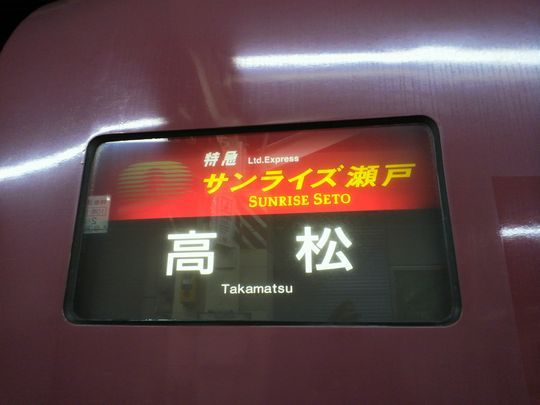 特急 Ltd.Express
サンライズ瀬戸
SUNRISE SETO
高松
Takamatsu